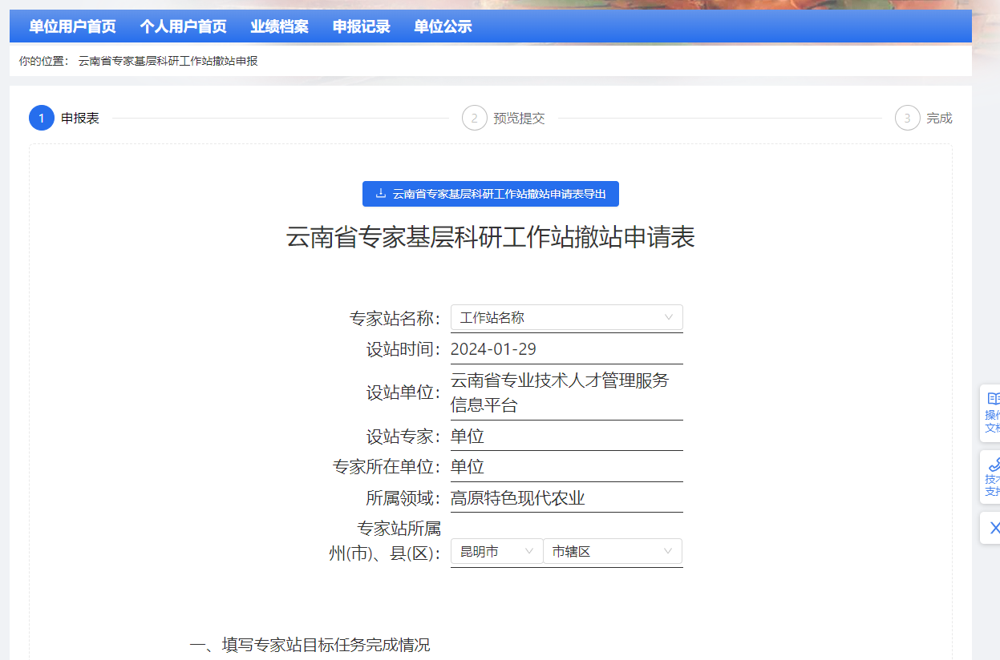 单位用户首页 个人用户首页 业绩档案 申报记录 单位公示
你的位置： 云南省专家基层科研工作站撤站申报
1 申报表 2 预览提交 3 完成
云南省专家基层科研工作站撤站申请表导出
云南省专家基层科研工作站撤站申请表
专家站名称： 工作站名称
设站时间： 2024-01-29
设站单位： 云南省专业技术人才管理服务
信息平台
设站专家： 单位
专家所在单位： 单位
所属领域： 高原特色现代农业
专家站所属
州(市)、县(区)： 昆明市 市辖区
操作
文档
技术
支持
一、填写专家站目标任务完成情况